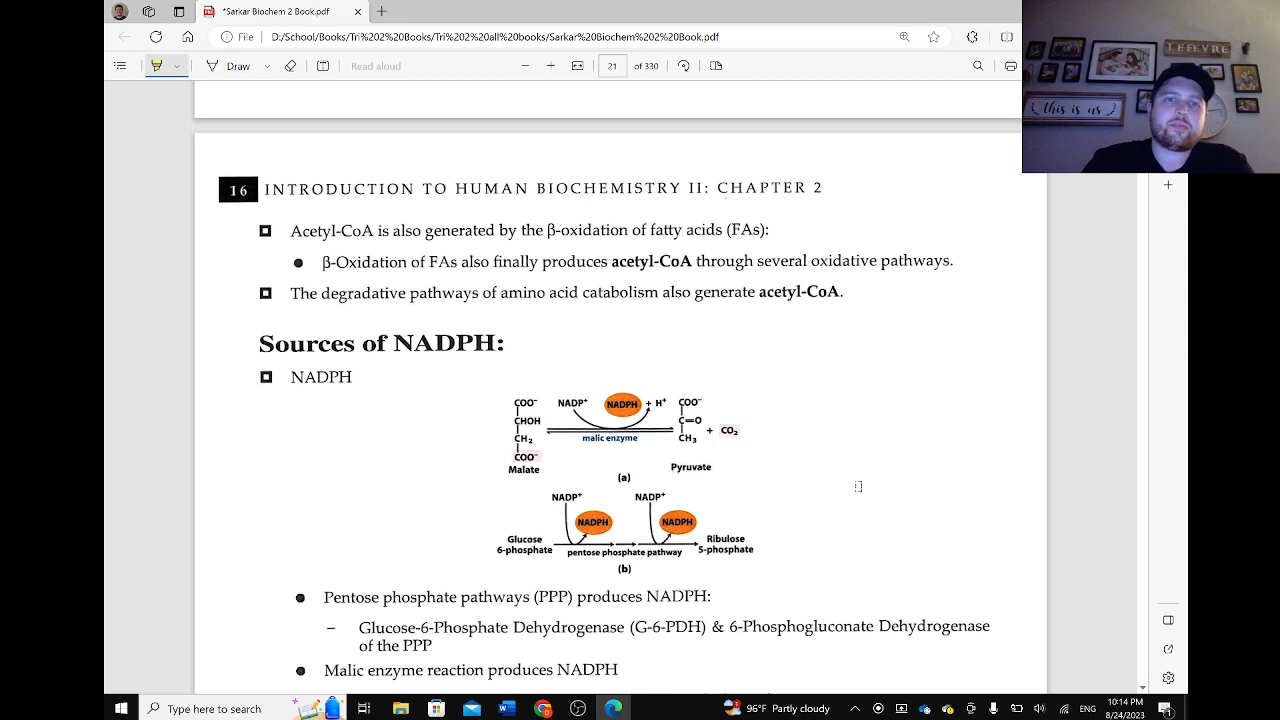 *Sarkar Biochem 2 Book.pdf
File
D:/School/Books/Tri%202%20Books/Tri%202%20all%20books/Sarkar%20Biochem%202%20Book.pdf
Draw
Read aloud
21
of 330
LEFEVRE
this is us
16
INTRODUCTION TO HUMAN BIOCHEMISTRY II: CHAPTER 2
Acetyl-CoA is also generated by the β-oxidation of fatty acids (FAs):
β-Oxidation of FAs also finally produces acetyl-CoA through several oxidative pathways.
The degradative pathways of amino acid catabolism also generate acetyl-CoA.
Sources of NADPH:
NADPH
COO⁻
CHOH
CH₂
COO⁻
Malate
NADP⁺
NADPH + H⁺
malic enzyme
COO⁻
C=O
CH₃
Pyruvate
+ CO₂
(a)
NADP⁺
NADP⁺
NADPH
NADPH
Glucose
6-phosphate
pentose phosphate pathway
Ribulose
5-phosphate
(b)
Pentose phosphate pathways (PPP) produces NADPH:
– Glucose-6-Phosphate Dehydrogenase (G-6-PDH) & 6-Phosphogluconate Dehydrogenase
of the PPP
Malic enzyme reaction produces NADPH
Type here to search
96°F Partly cloudy
ENG
10:14 PM
8/24/2023